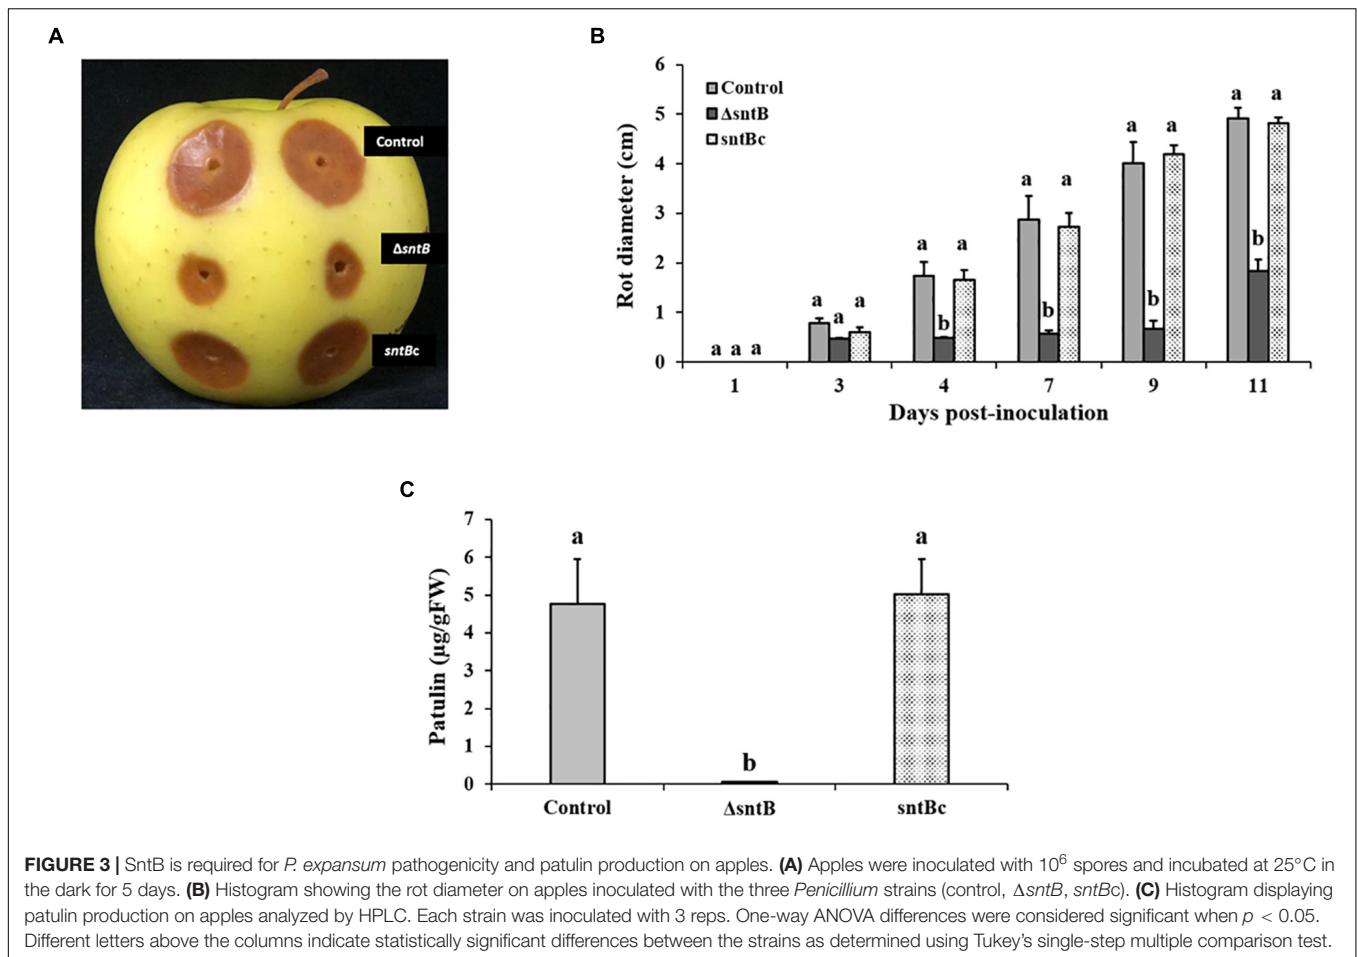 A
Control
ΔsntB
sntBc
B
6
5
4
3
2
1
0
Rot diameter (cm)
Control
ΔsntB
sntBc
a a a
a a a
a b a
a b a
a b a
a b a
1 3 4 7 9 11
Days post-inoculation
C
7
6
5
4
3
2
1
0
Patulin (µg/gFW)
a b a
Control ΔsntB sntBc
FIGURE 3 | SntB is required for P. expansum pathogenicity and patulin production on apples. (A) Apples were inoculated with 10⁶ spores and incubated at 25°C in
the dark for 5 days. (B) Histogram showing the rot diameter on apples inoculated with the three Penicillium strains (control, ΔsntB, sntBc). (C) Histogram displaying
patulin production on apples analyzed by HPLC. Each strain was inoculated with 3 reps. One-way ANOVA differences were considered significant when p < 0.05.
Different letters above the columns indicate statistically significant differences between the strains as determined using Tukey's single-step multiple comparison test.